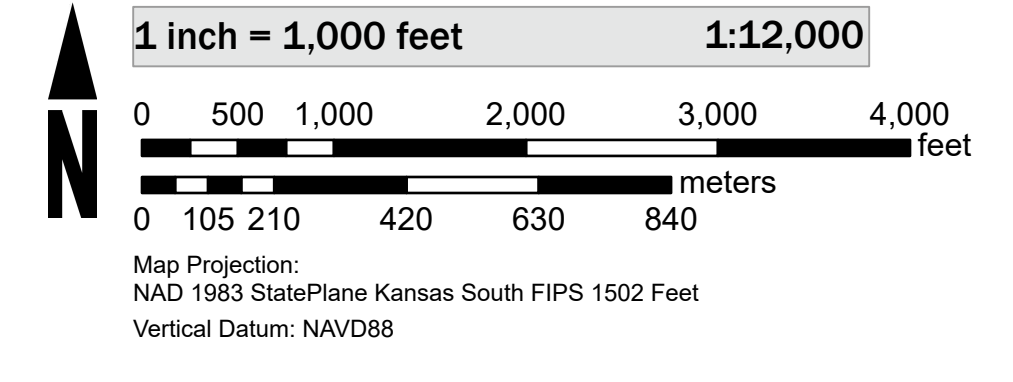 1 inch = 1,000 feet 1:12,000
0 500 1,000 2,000 3,000 4,000
feet
meters
N
0 105 210 420 630 840
Map Projection:
NAD 1983 StatePlane Kansas South FIPS 1502 Feet
Vertical Datum: NAVD88